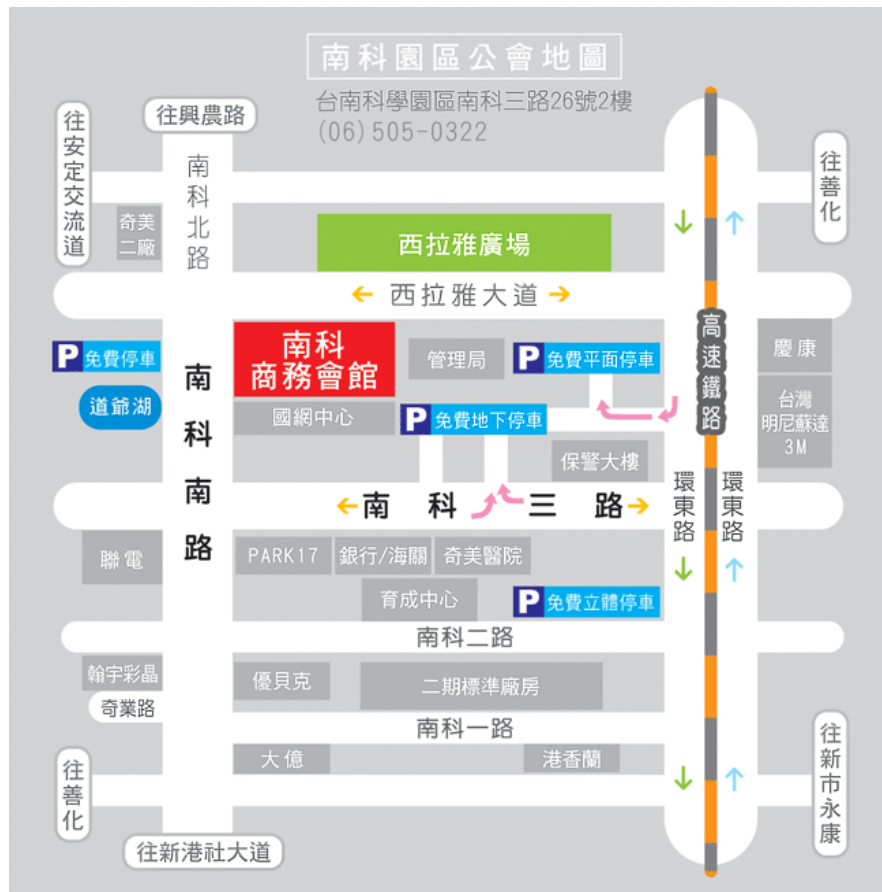 南科園區公會地圖
台南科學園區南科三路26號2樓
(06)505-0322
往安定交流道
往興農路
往善化
南科北路
奇美
二廠
西拉雅廣場
← 西拉雅大道 →
高速鐵路
P 免費停車
道爺湖
南科南路
南科
商務會館
管理局
P 免費平面停車
慶康
國網中心
P 免費地下停車
台灣
明尼蘇達
3M
保警大樓
← 南科三路 →
環東路
環東路
聯電
PARK17
銀行/海關
奇美醫院
育成中心
P 免費立體停車
南科二路
翰宇彩晶
奇業路
優貝克
二期標準廠房
南科一路
大億
港香蘭
往善化
往新市永康
往新港社大道